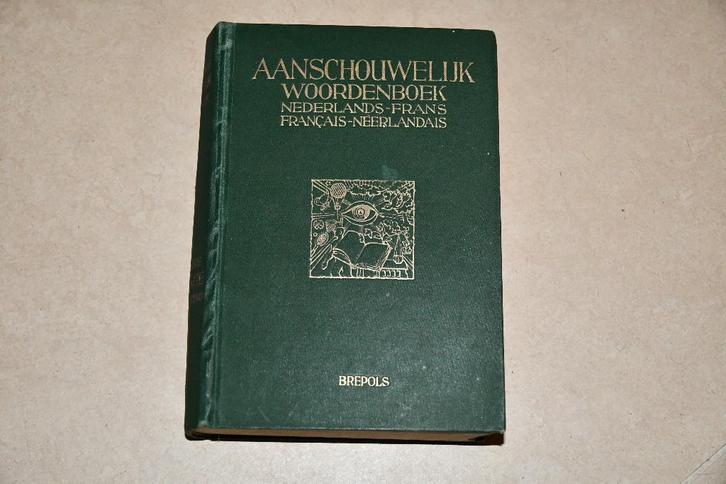 AANSCHOUWELIJK
WOORDENBOEK
NEDERLANDS-FRANS
FRANÇAIS-NÉERLANDAIS
BREPOLS